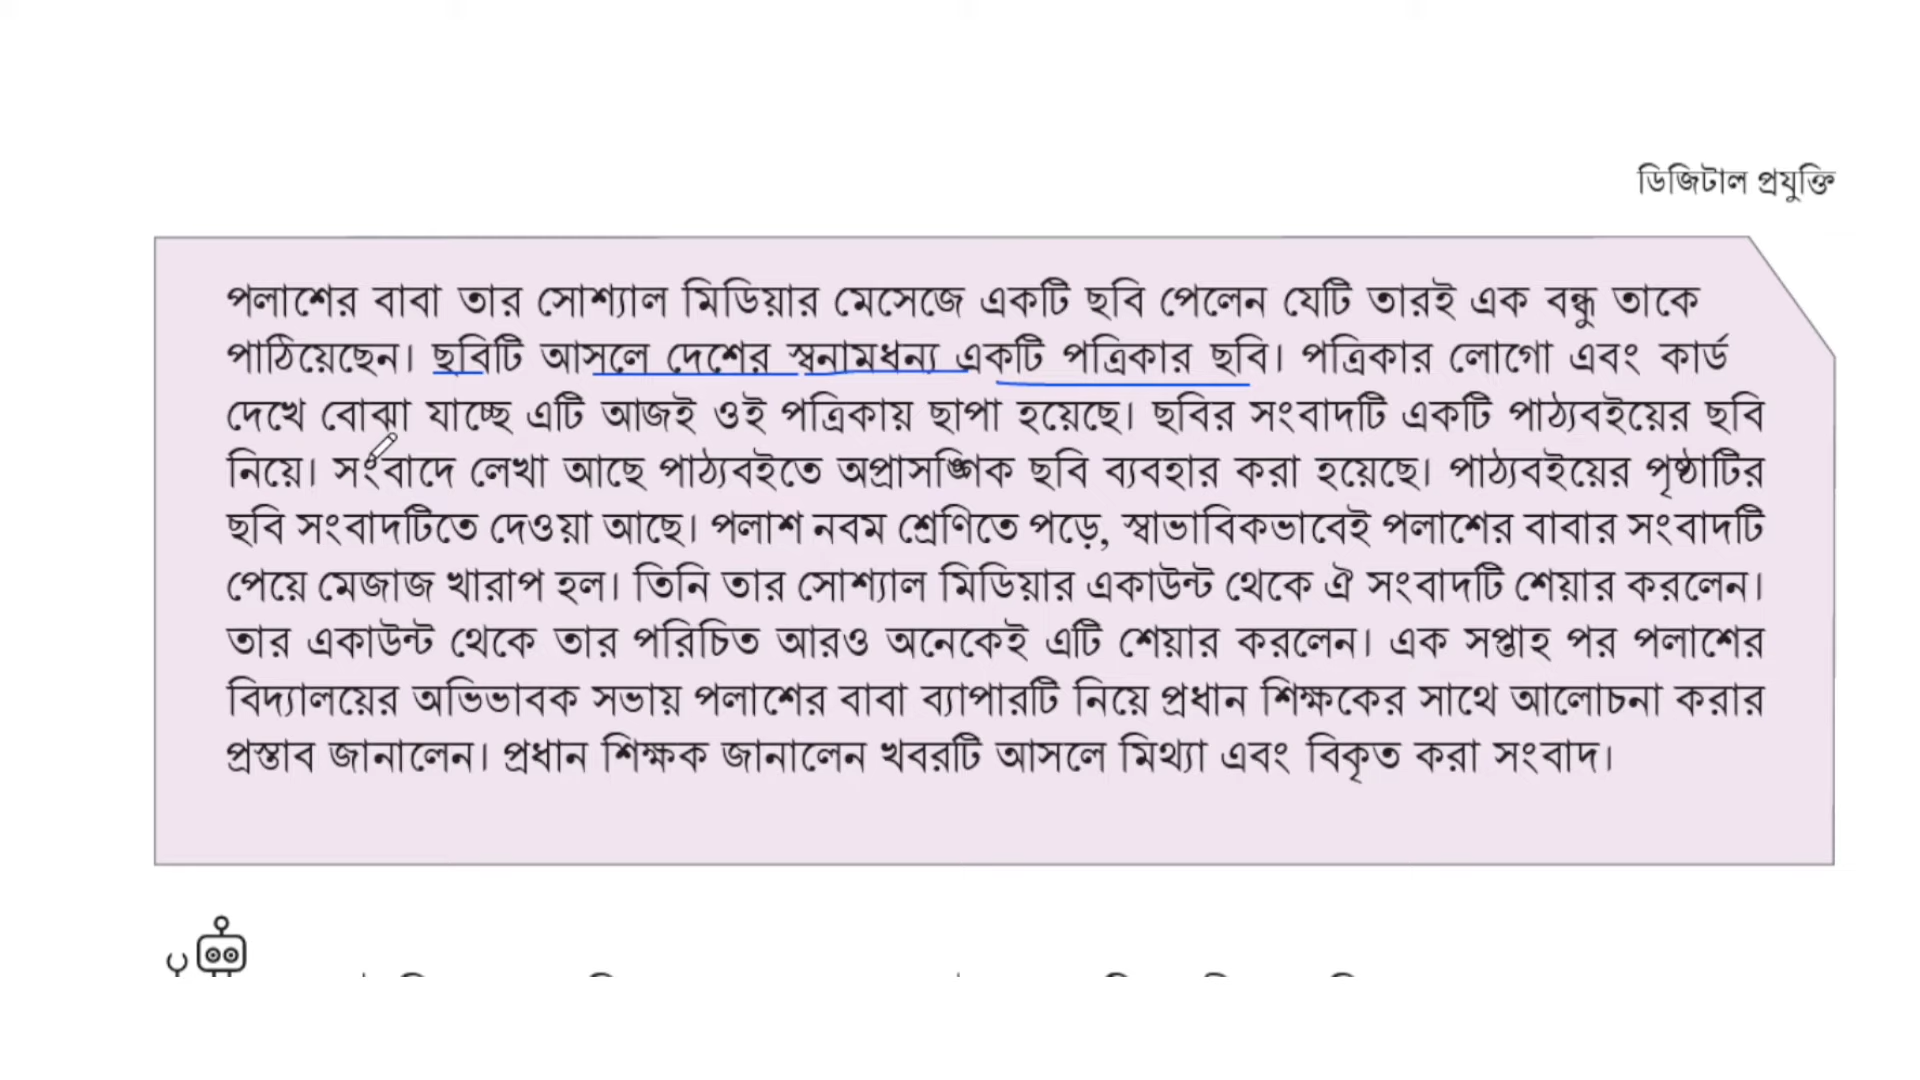 ডিজিটাল প্রযুক্তি
পলাশের বাবা তার সোশ্যাল মিডিয়ার মেসেজে একটি ছবি পেলেন যেটি তারই এক বন্ধু তাকে
পাঠিয়েছেন। ছবিটি আসলে দেশের স্বনামধন্য একটি পত্রিকার ছবি। পত্রিকার লোগো এবং কার্ড
দেখে বোঝা যাচ্ছে এটি আজই ওই পত্রিকায় ছাপা হয়েছে। ছবির সংবাদটি একটি পাঠ্যবইয়ের ছবি
নিয়ে। সংবাদে লেখা আছে পাঠ্যবইতে অপ্রাসঙ্গিক ছবি ব্যবহার করা হয়েছে। পাঠ্যবইয়ের পৃষ্ঠাটির
ছবি সংবাদটিতে দেওয়া আছে। পলাশ নবম শ্রেণিতে পড়ে, স্বাভাবিকভাবেই পলাশের বাবার সংবাদটি
পেয়ে মেজাজ খারাপ হল। তিনি তার সোশ্যাল মিডিয়ার একাউন্ট থেকে ঐ সংবাদটি শেয়ার করলেন।
তার একাউন্ট থেকে তার পরিচিত আরও অনেকেই এটি শেয়ার করলেন। এক সপ্তাহ পর পলাশের
বিদ্যালয়ের অভিভাবক সভায় পলাশের বাবা ব্যাপারটি নিয়ে প্রধান শিক্ষকের সাথে আলোচনা করার
প্রস্তাব জানালেন। প্রধান শিক্ষক জানালেন খবরটি আসলে মিথ্যা এবং বিকৃত করা সংবাদ।